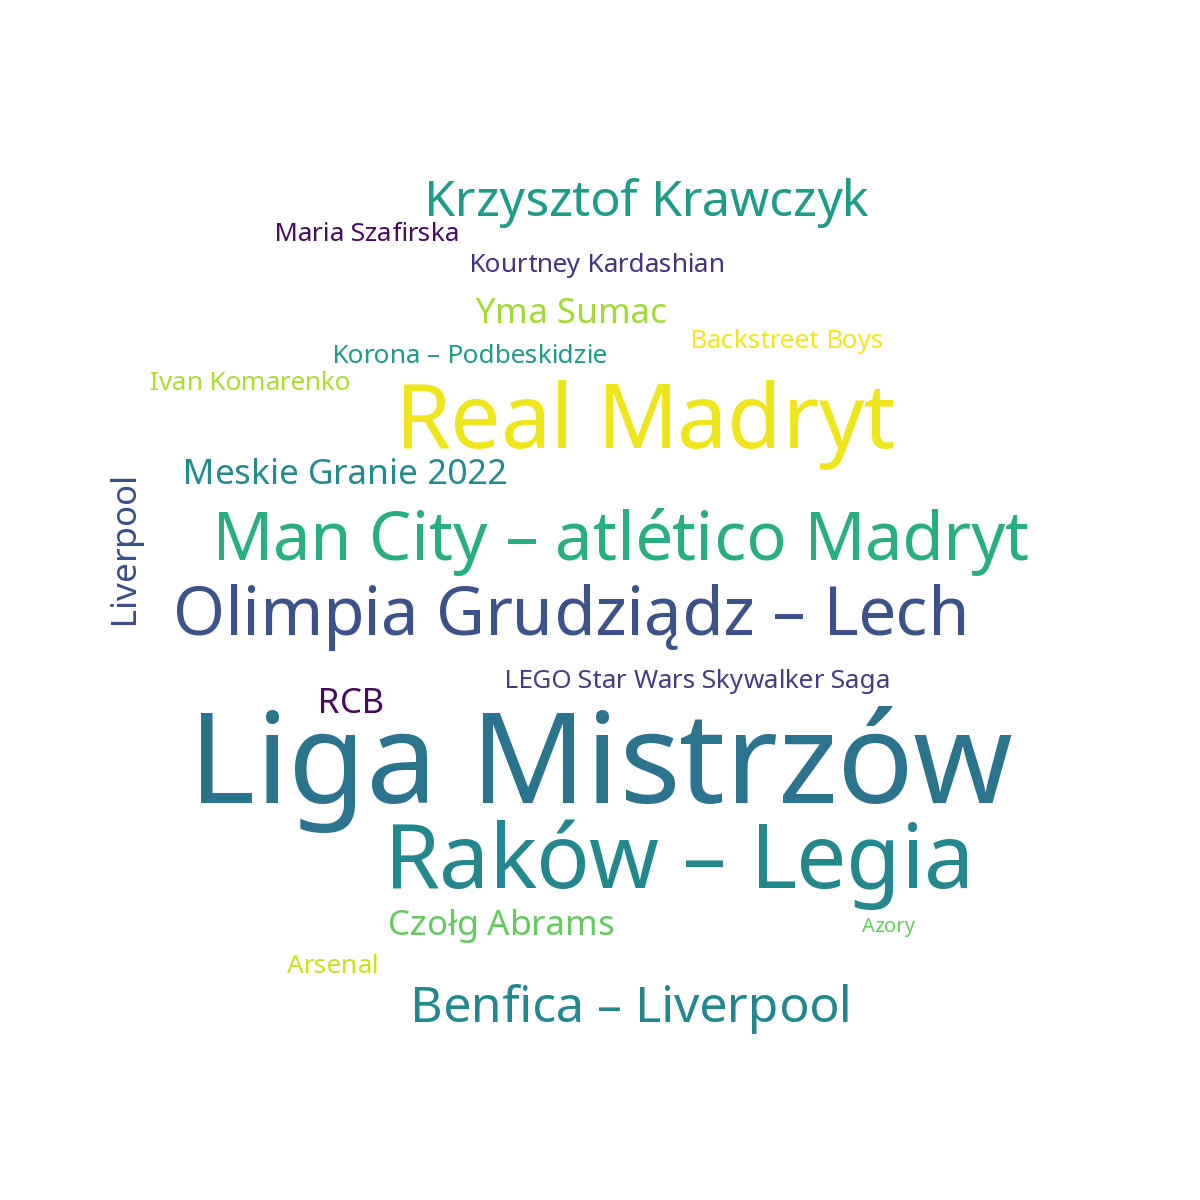 Krzysztof Krawczyk
Maria Szafirska
Kourtney Kardashian
Yma Sumac
Backstreet Boys
Korona – Podbeskidzie
Ivan Komarenko
Real Madryt
Meskie Granie 2022
Liverpool
Man City – atlético Madryt
Olimpia Grudziądz – Lech
LEGO Star Wars Skywalker Saga
RCB
Liga Mistrzów
Raków – Legia
Czołg Abrams
Azory
Arsenal
Benfica – Liverpool